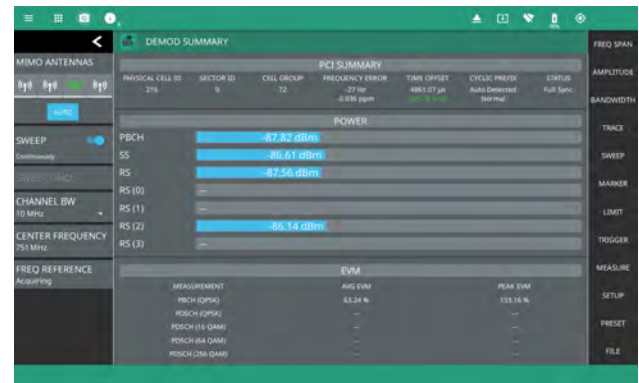 DEMOD SUMMARY
FREQ SPAN
AMPLITUDE
BANDWIDTH
TRACE
SWEEP
MARKER
LIMIT
TRIGGER
MEASURE
SETUP
PRESET
FILE
MIMO ANTENNAS
AUTO
SWEEP
Continuously
SWEEP ONCE
CHANNEL BW
10 MHz
CENTER FREQUENCY
751 MHz
FREQ REFERENCE
Acquiring
PCI SUMMARY
PHYSICAL CELL ID SECTOR ID CELL GROUP FREQUENCY ERROR TIME OFFSET CYCLIC PREFIX STATUS
216 0 72 -27 Hz 4861.07 µs Auto Detected Full Sync
-0.036 ppm Normal
POWER
PBCH -87.82 dBm
SS -86.61 dBm
RS -87.56 dBm
RS (0) --
RS (1) --
RS (2) -86.14 dBm
RS (3) --
EVM
MEASUREMENT AVG EVM PEAK EVM
PBCH (QPSK) 63.24 % 133.16 %
PDSCH (QPSK) -- --
PDSCH (16 QAM) -- --
PDSCH (64 QAM) -- --
PDSCH (256 QAM) -- --